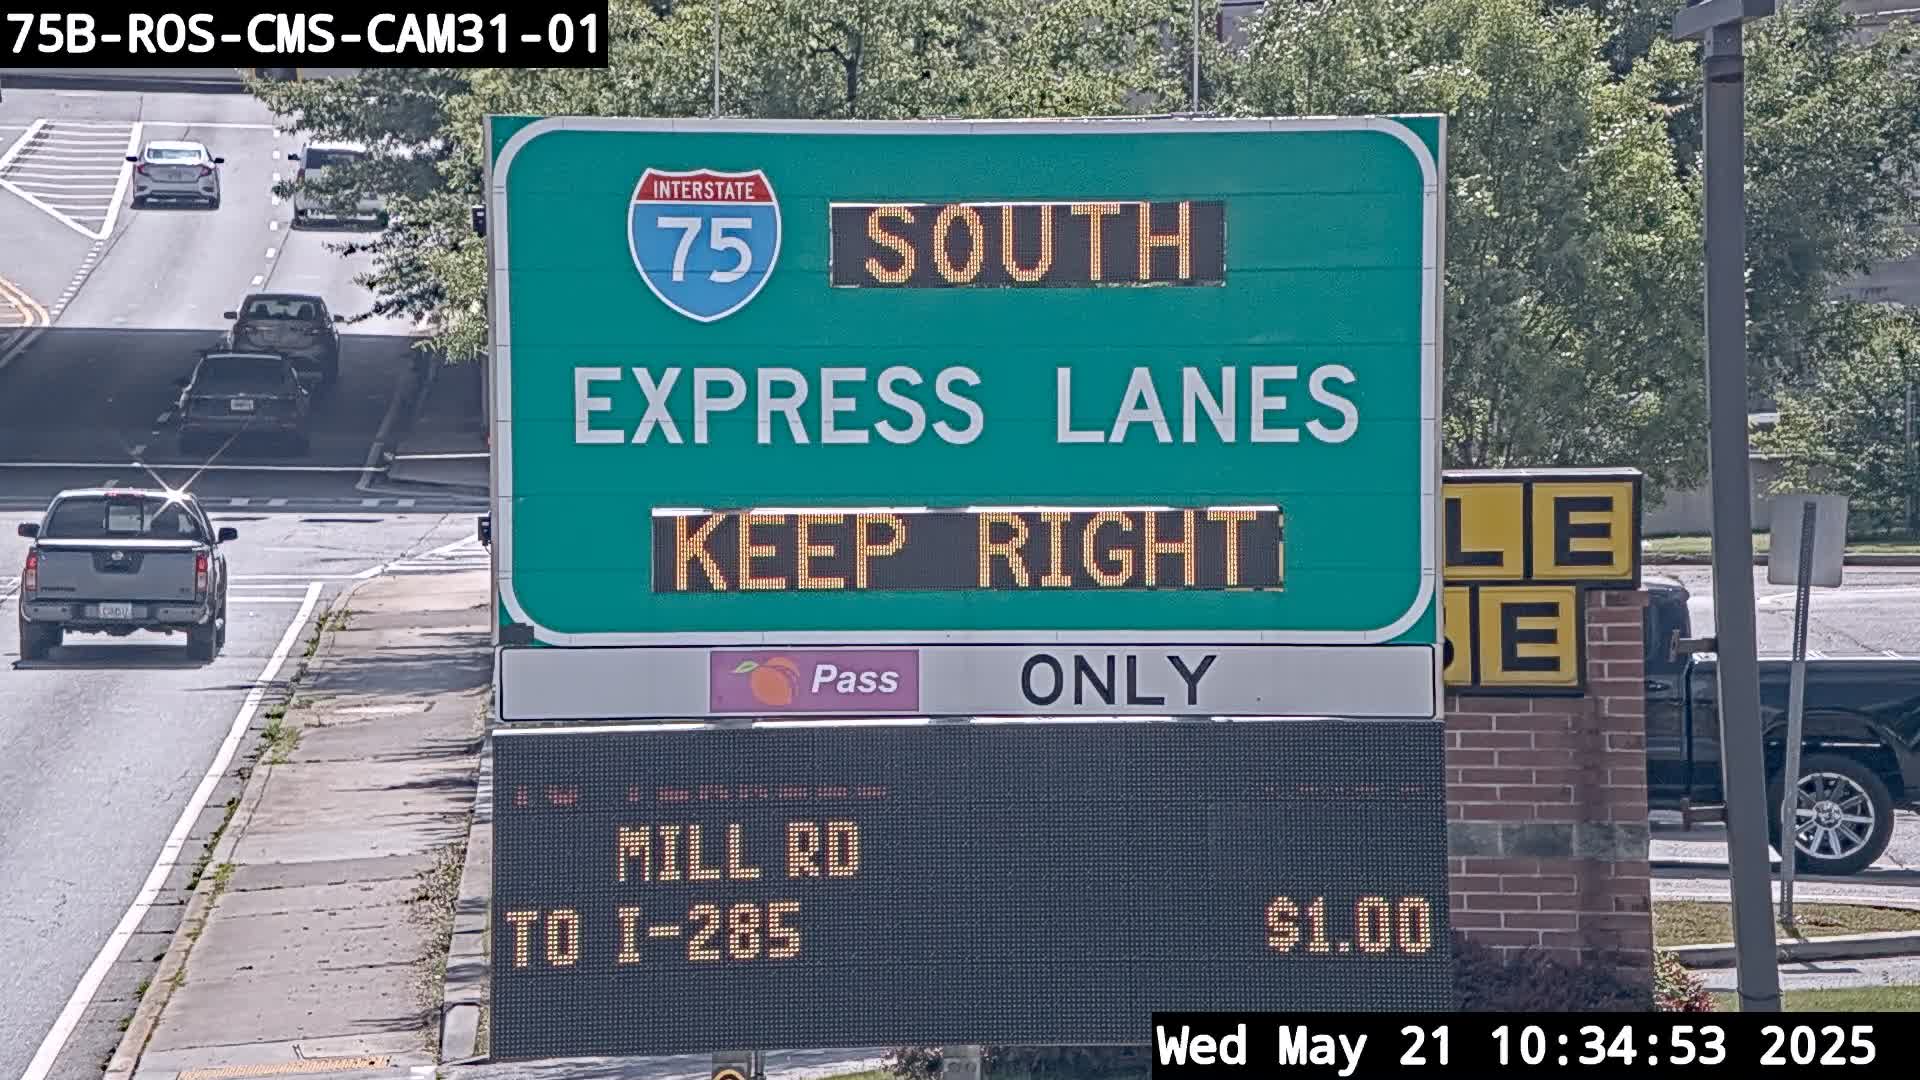 75B-ROS-CMS-CAM31-01
INTERSTATE
75
SOUTH
EXPRESS LANES
KEEP RIGHT
LE
E
Pass ONLY
MILL RD
TO I-285 $1.00
Wed May 21 10:34:53 2025